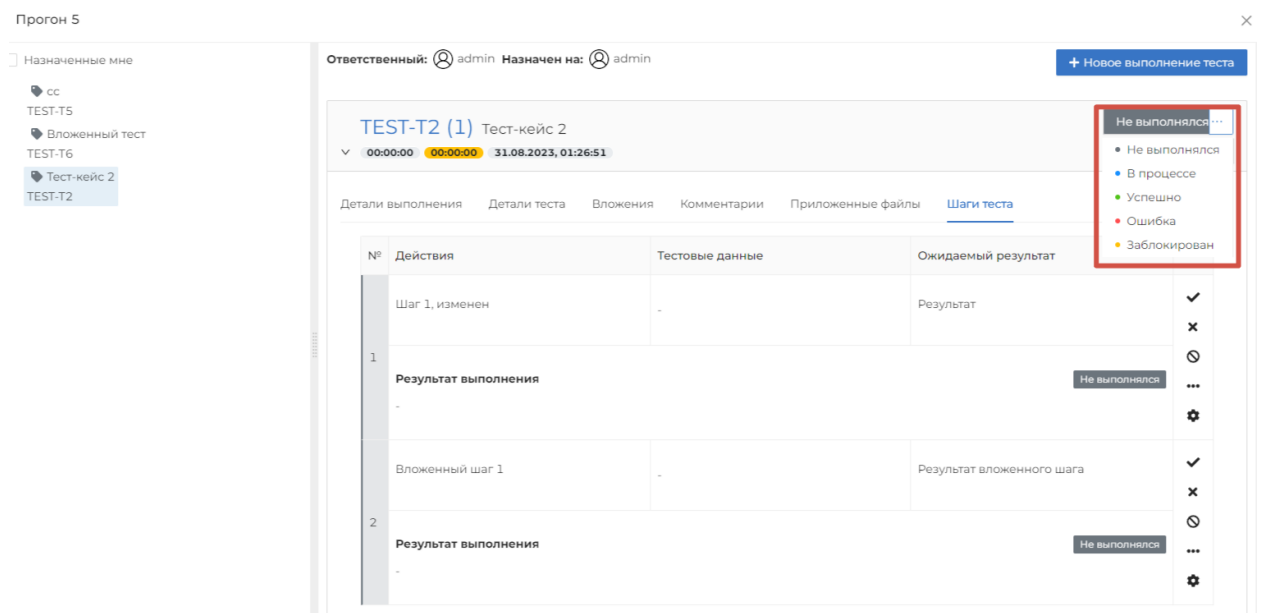 Прогон 5
Назначенные мне
cc
TEST-T5
Вложенный тест
TEST-T6
Тест-кейс 2
TEST-T2
Ответственный: admin Назначен на: admin
+ Новое выполнение теста
TEST-T2 (1) Тест-кейс 2
00:00:00 00:00:00 31.08.2023, 01:26:51
Не выполнялся ...
Не выполнялся
В процессе
Успешно
Ошибка
Заблокирован
Детали выполнения Детали теста Вложения Комментарии Приложенные файлы Шаги теста
№ Действия Тестовые данные Ожидаемый результат
Шаг 1, изменен - Результат
1
Результат выполнения Не выполнялся
-
Вложенный шаг 1 - Результат вложенного шага
2
Результат выполнения Не выполнялся
-